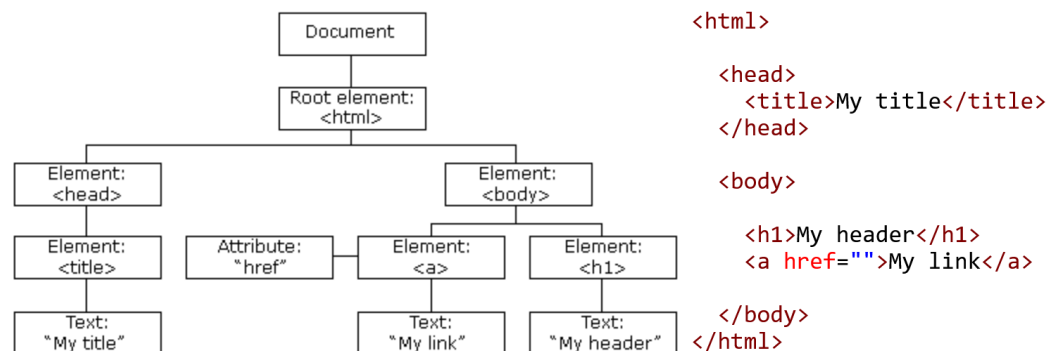 Document
Root element:
<html>
Element:
<head>
Element:
<body>
Element:
<title>
Attribute:
“href”
Element:
<a>
Element:
<h1>
Text:
“My title”
Text:
“My link”
Text:
“My header”
<html>
<head>
<title>My title</title>
</head>
<body>
<h1>My header</h1>
<a href="">My link</a>
</body>
</html>